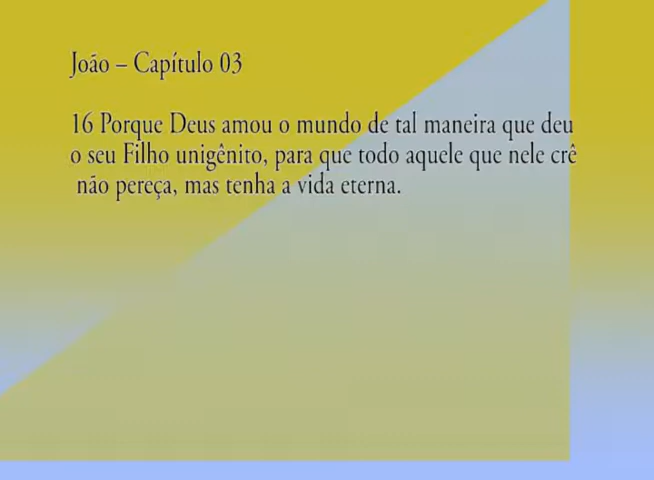 João – Capítulo 03
16 Porque Deus amou o mundo de tal maneira que deu
o seu Filho unigênito, para que todo aquele que nele crê
não pereça, mas tenha a vida eterna.